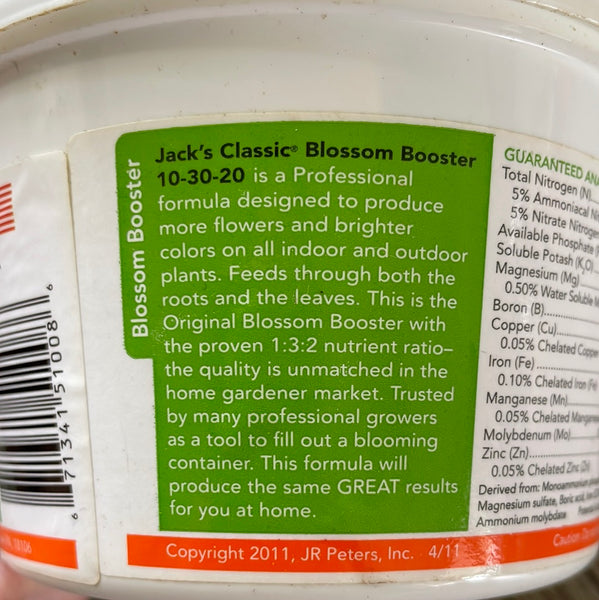 Blossom Booster
Jack's Classic® Blossom Booster
10-30-20 is a Professional
formula designed to produce
more flowers and brighter
colors on all indoor and outdoor
plants. Feeds through both the
roots and the leaves. This is the
Original Blossom Booster with
the proven 1:3:2 nutrient ratio–
the quality is unmatched in the
home gardener market. Trusted
by many professional growers
as a tool to fill out a blooming
container. This formula will
produce the same GREAT results
for you at home.
Copyright 2011, JR Peters, Inc. 4/11
GUARANTEED
Total Nitrogen (N)
5% Ammoniacal
5% Nitrate
Available Phosphate
Soluble Potash (K₂O)
Magnesium (Mg)
0.50% Water Soluble
Boron (B)
Copper (Cu)
0.05% Chelated Copper
Iron (Fe)
0.10% Chelated Iron (Fe)
Manganese (Mn)
0.05% Chelated
Molybdenum (Mo)
Zinc (Zn)
0.05% Chelated Zinc (Zn)
Derived from:
Magnesium sulfate, Boric acid,
Ammonium molybdate
6 71341 51008 6
18106